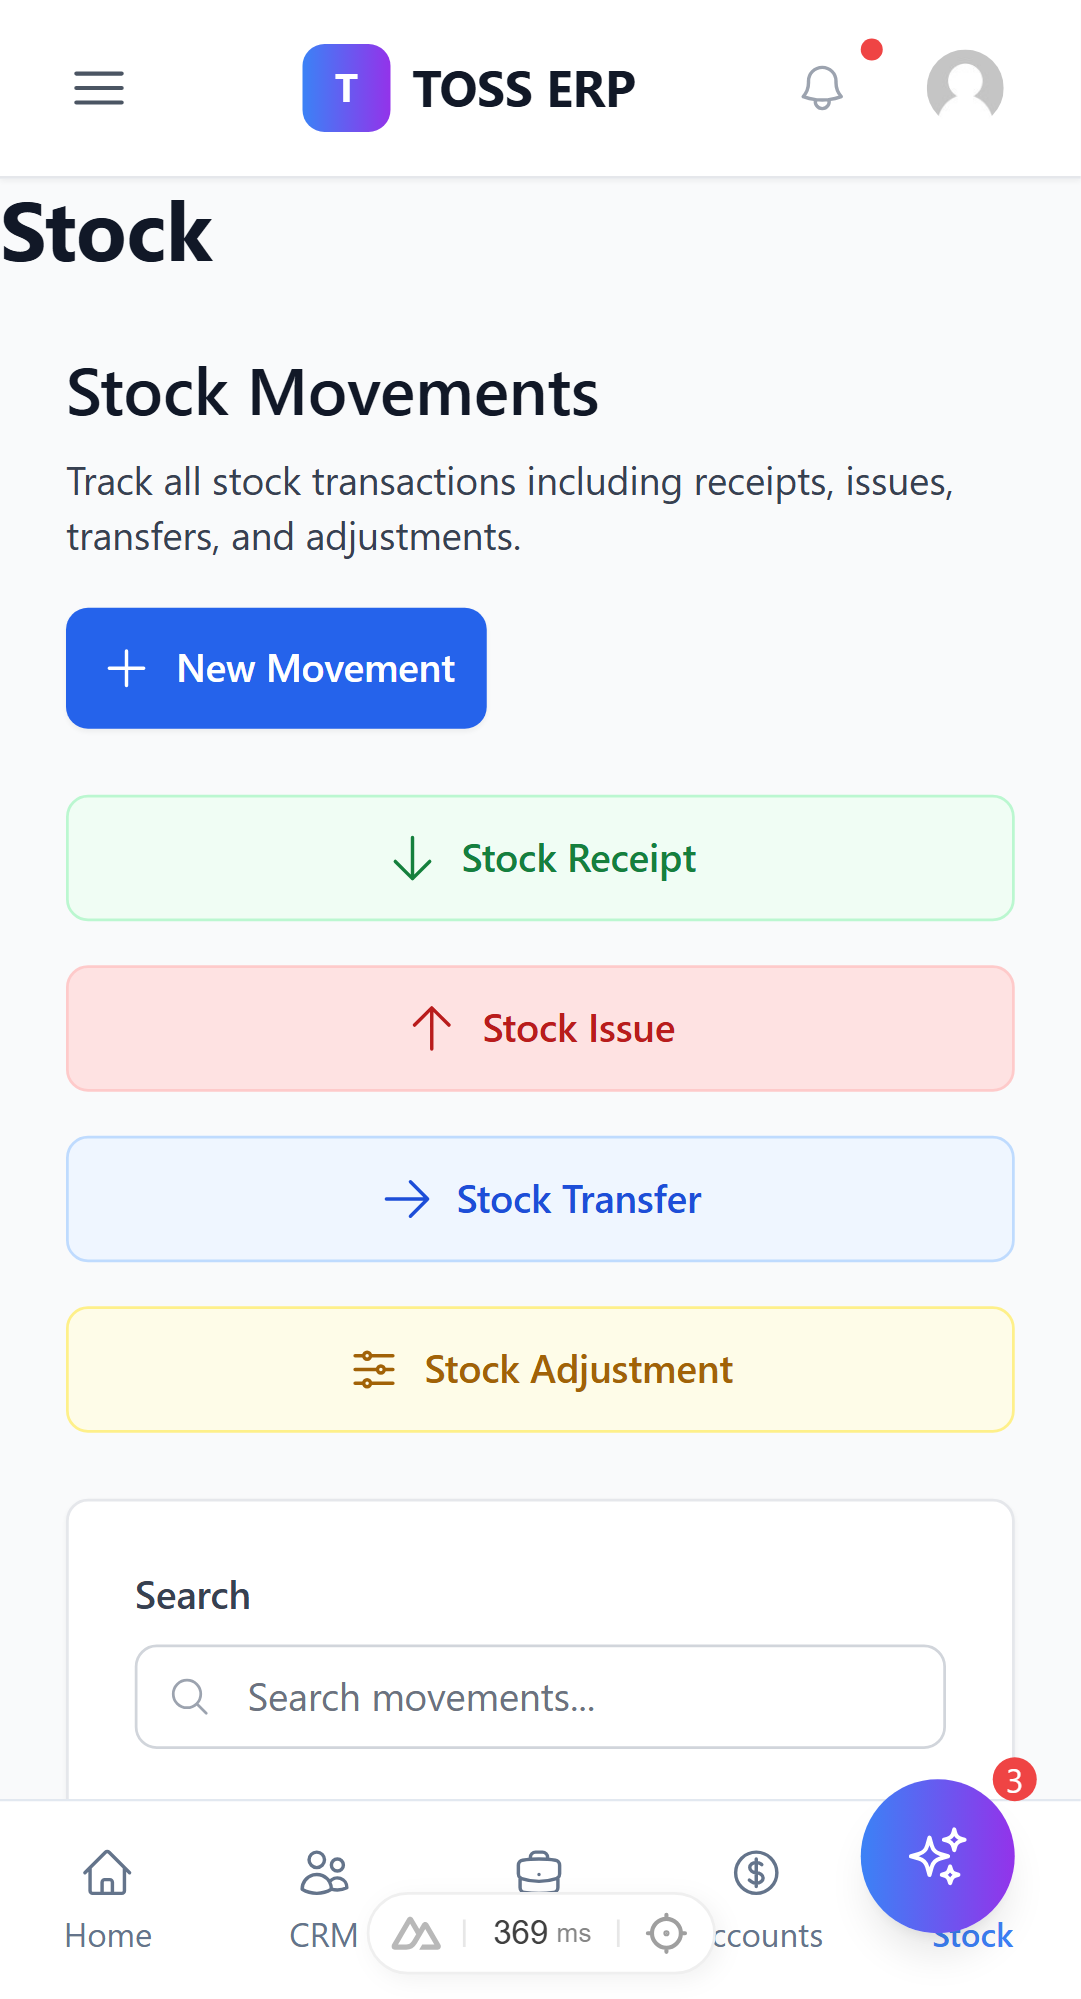 T TOSS ERP
Stock
Stock Movements
Track all stock transactions including receipts, issues,
transfers, and adjustments.
New Movement
Stock Receipt
Stock Issue
Stock Transfer
Stock Adjustment
Search
Search movements...
3
Home
CRM
369 ms
ccounts
Stock